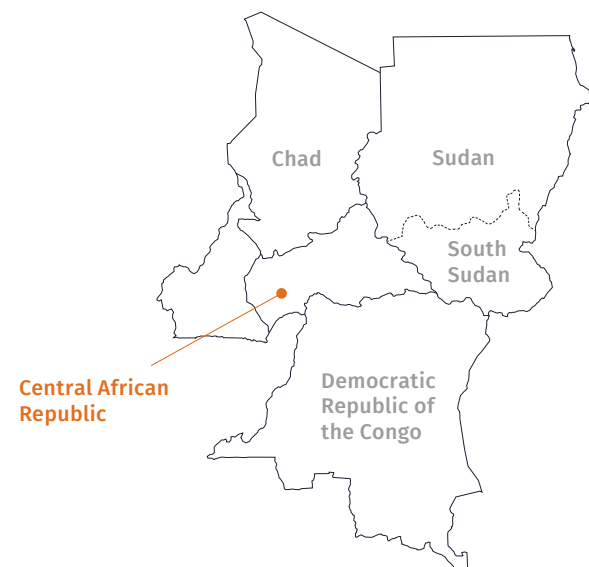 Chad
Sudan
South
Sudan
Central African
Republic
Democratic
Republic of
the Congo